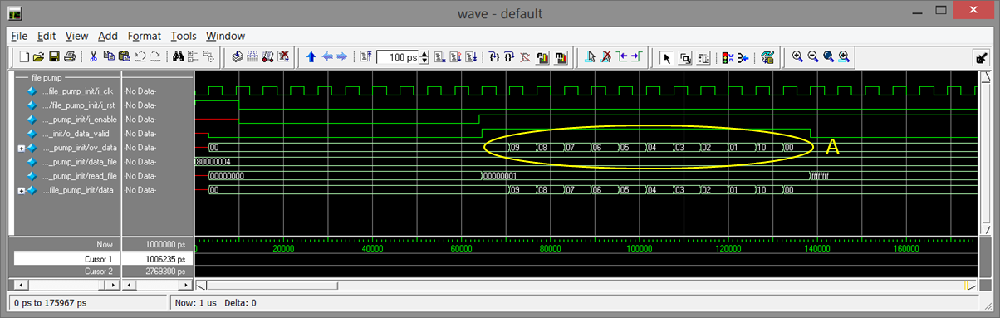 wave - default
File Edit View Add Format Tools Window
100 ps
file pump
...file_pump_init/i_clk -No Data-
.../file_pump_init/i_rst -No Data-
..._pump_init/i_enable -No Data-
..._init/o_data_valid -No Data-
..._pump_init/ov_data -No Data- 00 09 08 07 06 05 04 03 02 01 10 00 A
..._pump_init/data_file -No Data- 80000004
..._pump_init/read_file -No Data- 00000000 00000001 ffffffff
...file_pump_init/data -No Data- 00 09 08 07 06 05 04 03 02 01 10 00
Now 1000000 ps 0 20000 40000 60000 80000 100000 120000 140000 160000
Cursor 1 1006235 ps
Cursor 2 2769300 ps
0 ps to 175967 ps Now: 1 us Delta: 0